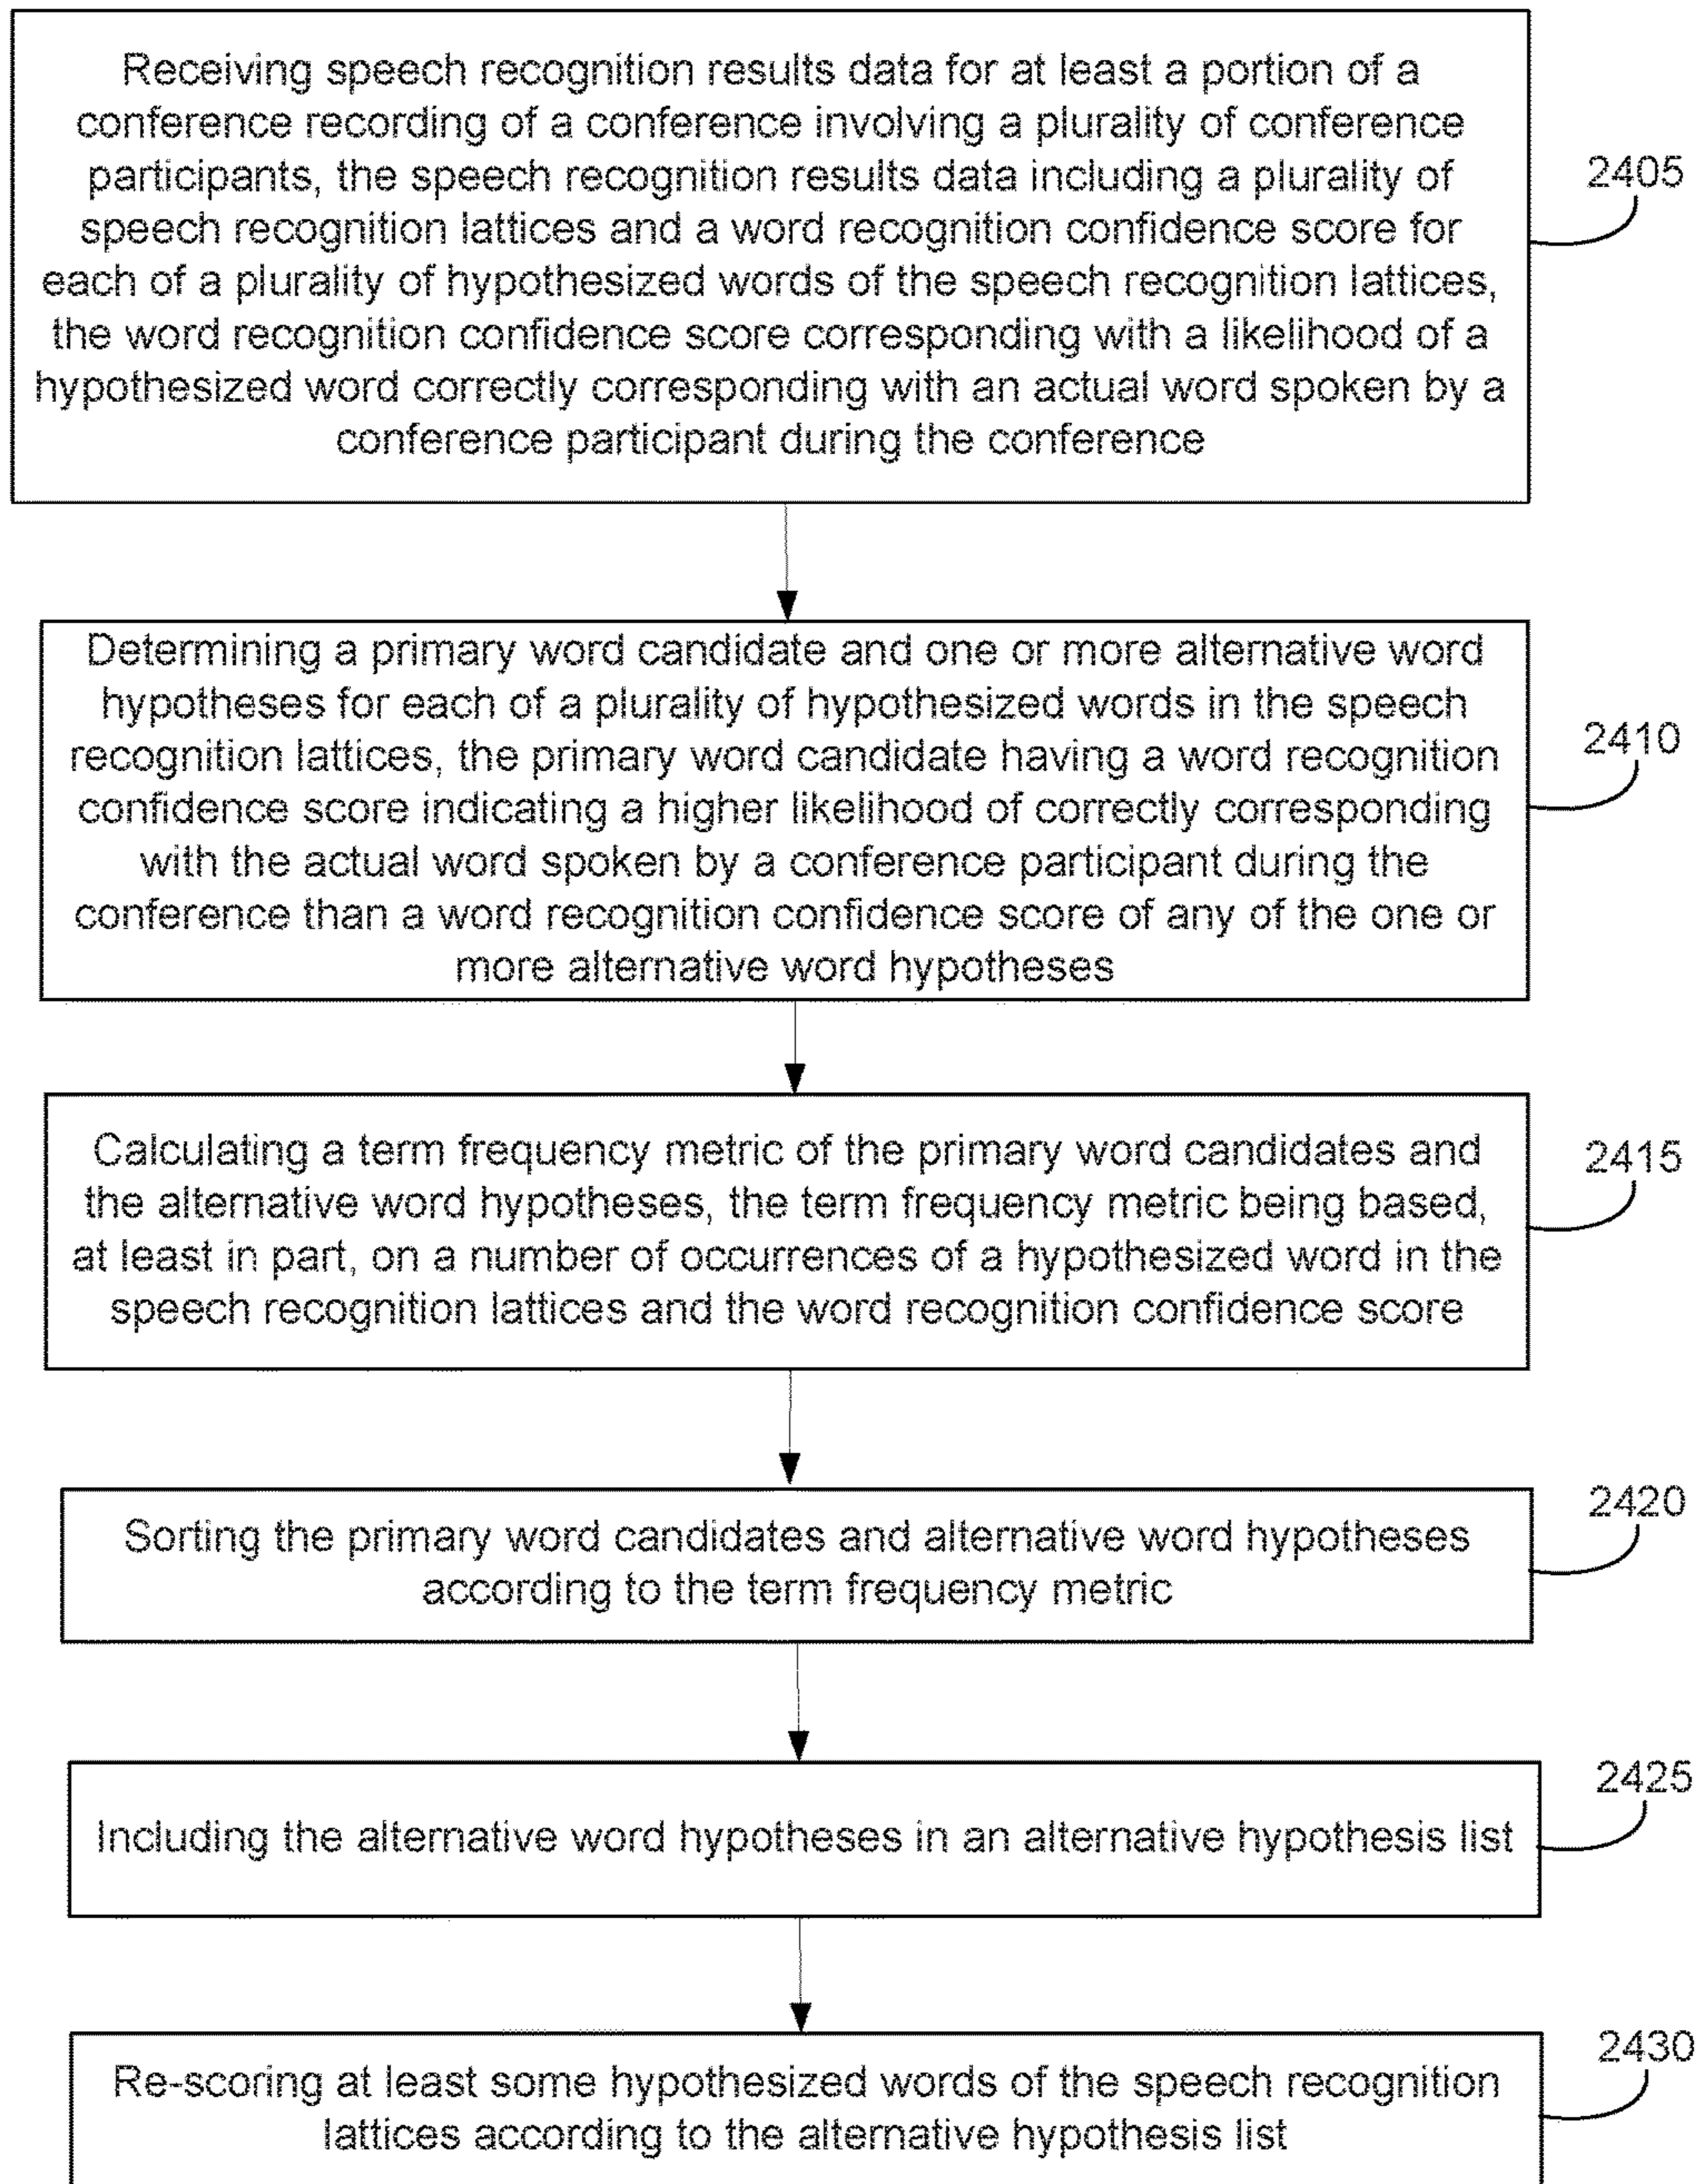 Receiving speech recognition results data for at least a portion of a
conference recording of a conference involving a plurality of conference
participants, the speech recognition results data including a plurality of
speech recognition lattices and a word recognition confidence score for
each of a plurality of hypothesized words of the speech recognition lattices,
the word recognition confidence score corresponding with a likelihood of a
hypothesized word correctly corresponding with an actual word spoken by a
conference participant during the conference
2405
Determining a primary word candidate and one or more alternative word
hypotheses for each of a plurality of hypothesized words in the speech
recognition lattices, the primary word candidate having a word recognition
confidence score indicating a higher likelihood of correctly corresponding
with the actual word spoken by a conference participant during the
conference than a word recognition confidence score of any of the one or
more alternative word hypotheses
2410
Calculating a term frequency metric of the primary word candidates and
the alternative word hypotheses, the term frequency metric being based,
at least in part, on a number of occurrences of a hypothesized word in the
speech recognition lattices and the word recognition confidence score
2415
Sorting the primary word candidates and alternative word hypotheses
according to the term frequency metric
2420
Including the alternative word hypotheses in an alternative hypothesis list
2425
Re-scoring at least some hypothesized words of the speech recognition
lattices according to the alternative hypothesis list
2430